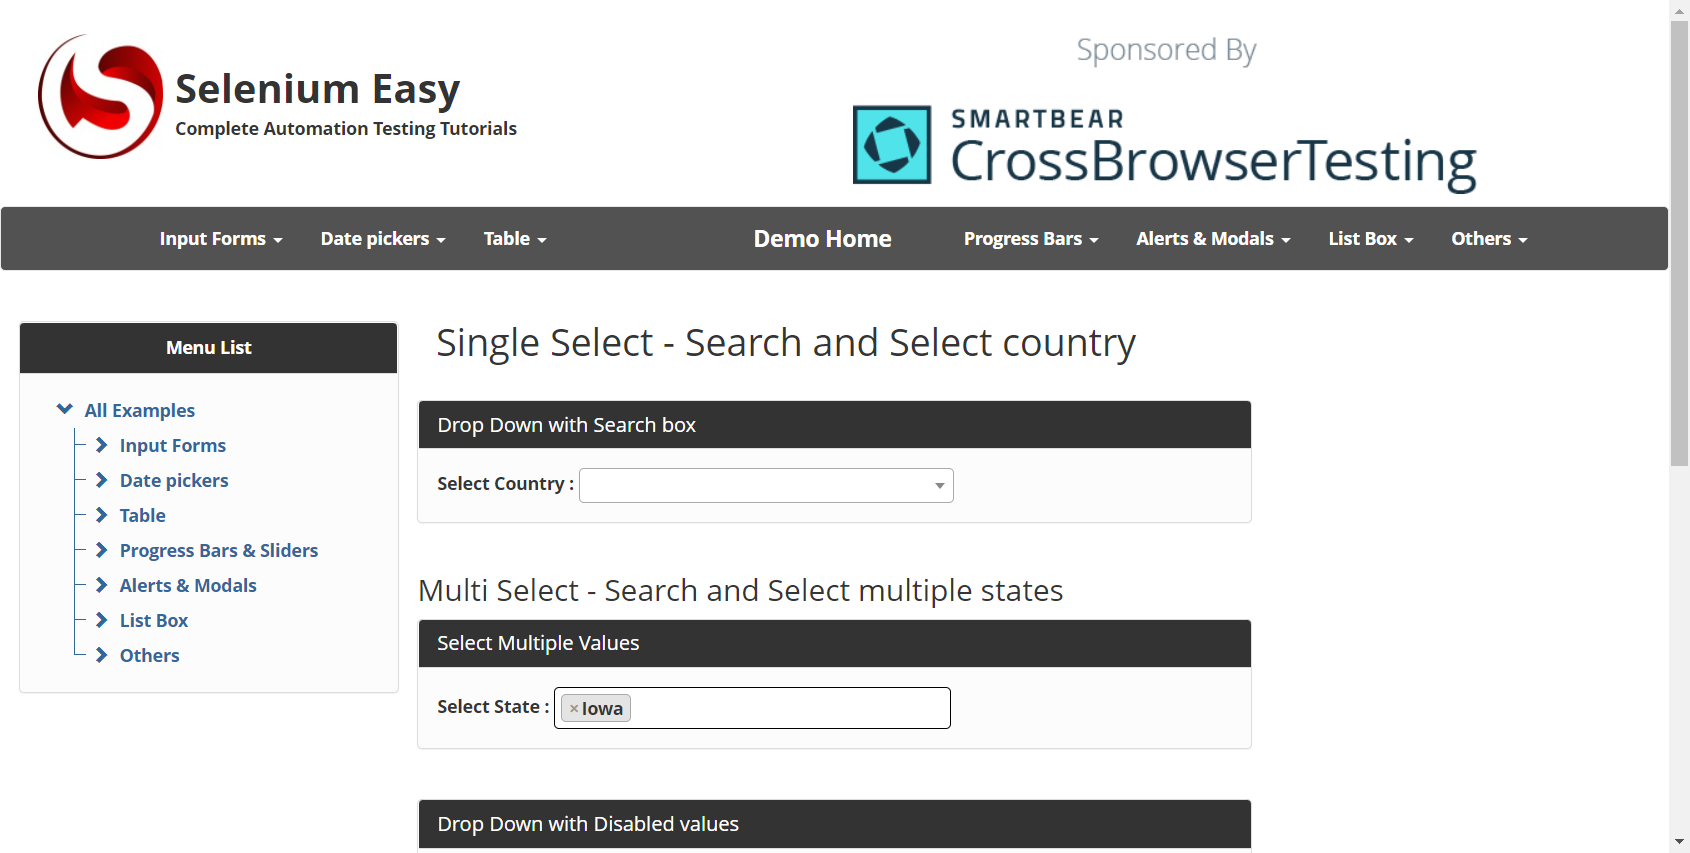 Selenium Easy
Complete Automation Testing Tutorials
Sponsored By
SMARTBEAR
CrossBrowserTesting
Input Forms Date pickers Table Demo Home Progress Bars Alerts & Modals List Box Others
Menu List
All Examples
Input Forms
Date pickers
Table
Progress Bars & Sliders
Alerts & Modals
List Box
Others
Single Select - Search and Select country
Drop Down with Search box
Select Country :
Multi Select - Search and Select multiple states
Select Multiple Values
Select State : × Iowa
Drop Down with Disabled values